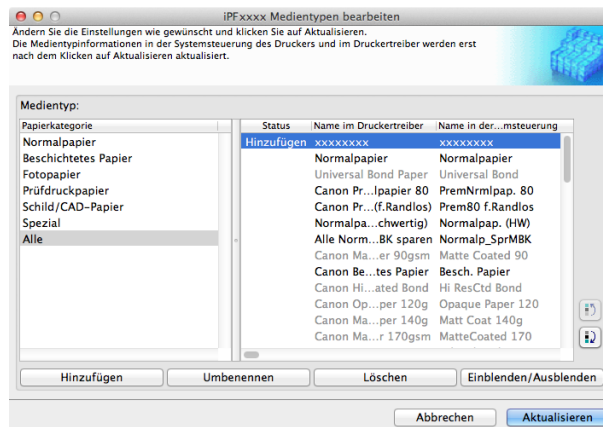 iPFxxxx Medientypen bearbeiten
Ändern Sie die Einstellungen wie gewünscht und klicken Sie auf Aktualisieren.
Die Medientypinformationen in der Systemsteuerung des Druckers und im Druckertreiber werden erst
nach dem Klicken auf Aktualisieren aktualisiert.
Medientyp:
Papierkategorie
Normalpapier
Beschichtetes Papier
Fotopapier
Prüfdruckpapier
Schild/CAD-Papier
Spezial
Alle
Status Name im Druckertreiber Name in der...msteuerung
Hinzufügen xxxxxxxx xxxxxxxx
Normalpapier Normalpapier
Universal Bond Paper Universal Bond
Canon Pr...lpapier 80 PremNrmlpap. 80
Canon Pr...(f.Randlos) Prem80 f.Randlos
Normalpa...chwertig) Normalpap. (HW)
Alle Norm...BK sparen Normalp_SprMBK
Canon Ma...er 90gsm Matte Coated 90
Canon Be...tes Papier Besch. Papier
Canon Hi...ated Bond Hi ResCtd Bond
Canon Op...per 120g Opaque Paper 120
Canon Ma...per 140g Matt Coat 140g
Canon Ma...r 170gsm MatteCoated 170
Hinzufügen Umbenennen Löschen Einblenden/Ausblenden
Abbrechen Aktualisieren